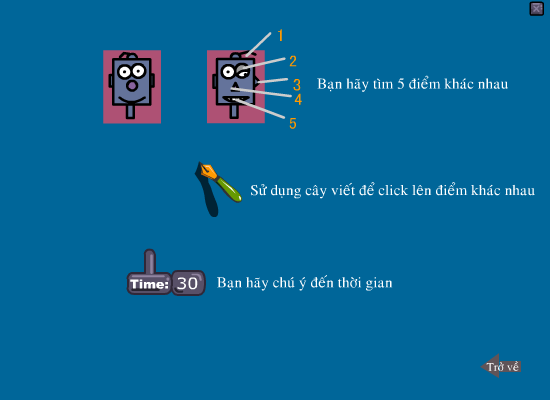 1
2
3
4
5
Bạn hãy tìm 5 điểm khác nhau
Sử dụng cây viết để click lên điểm khác nhau
Time: 30
Bạn hãy chú ý đến thời gian
Trở về